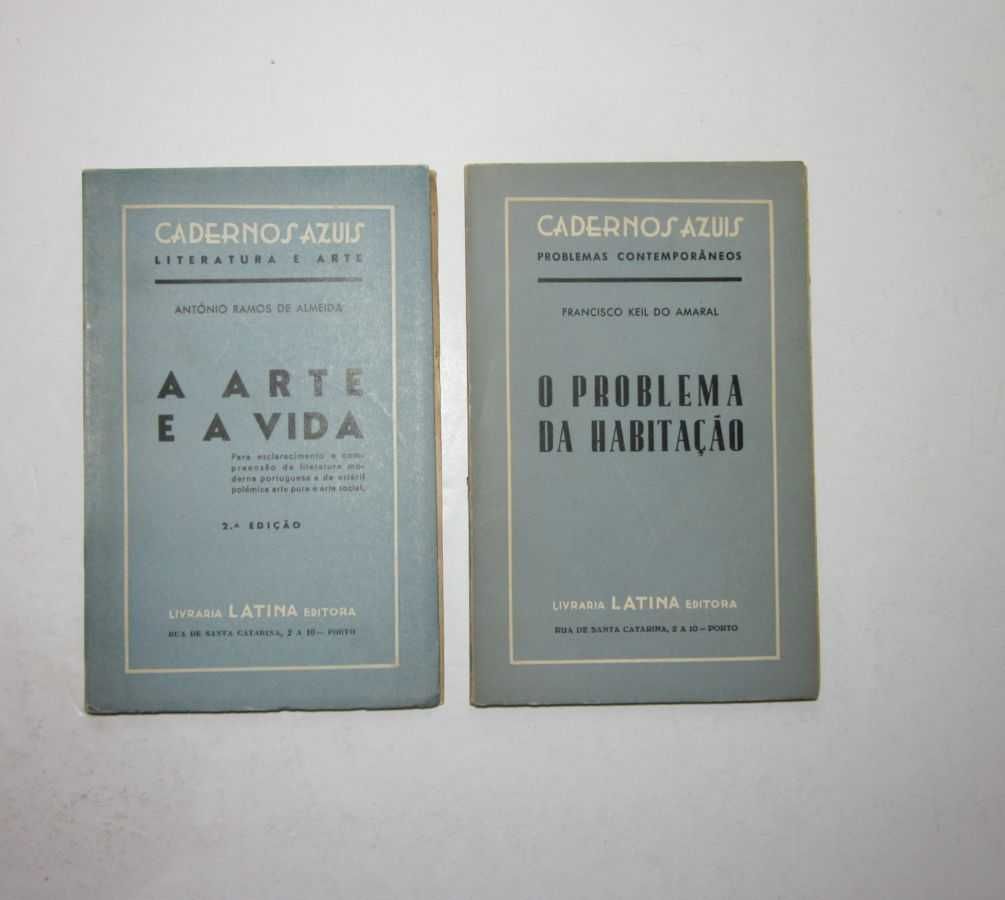 CADERNOS AZUIS
LITERATURA E ARTE
ANTÓNIO RAMOS DE ALMEIDA
A ARTE
E A VIDA
Para esclarecimento e com-
preensão da literatura mo-
derna portuguesa e da estéril
polémica arte pura e arte social.
2.ª EDIÇÃO
LIVRARIA LATINA EDITORA
RUA DE SANTA CATARINA, 2 A 10 — PORTO
CADERNOS AZUIS
PROBLEMAS CONTEMPORÂNEOS
FRANCISCO KEIL DO AMARAL
O PROBLEMA
DA HABITAÇÃO
LIVRARIA LATINA EDITORA
RUA DE SANTA CATARINA, 2 A 10 — PORTO